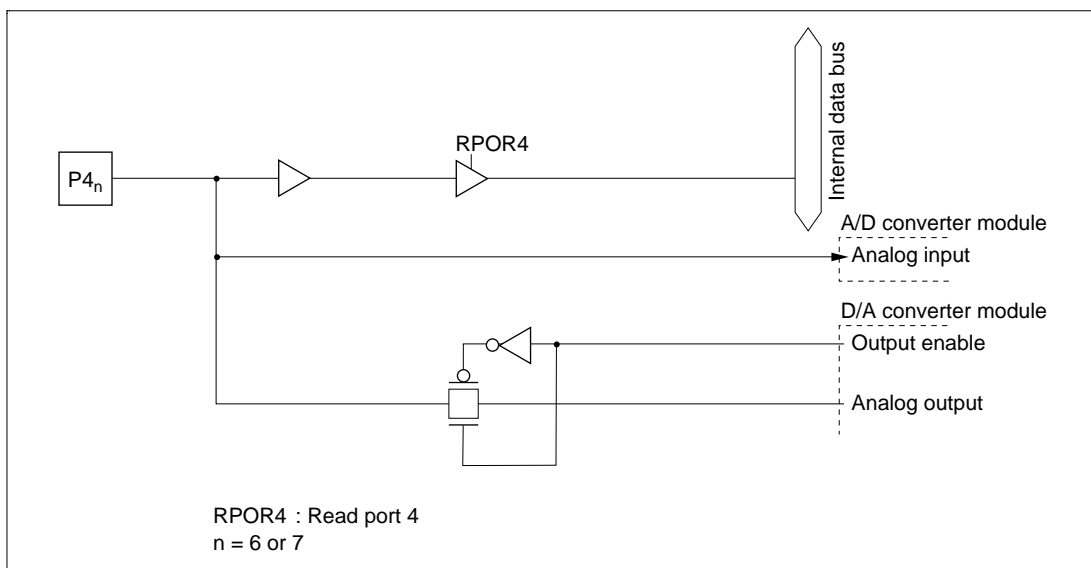 RPOR4
P4n
Internal data bus
A/D converter module
Analog input
D/A converter module
Output enable
Analog output
RPOR4 : Read port 4
n = 6 or 7